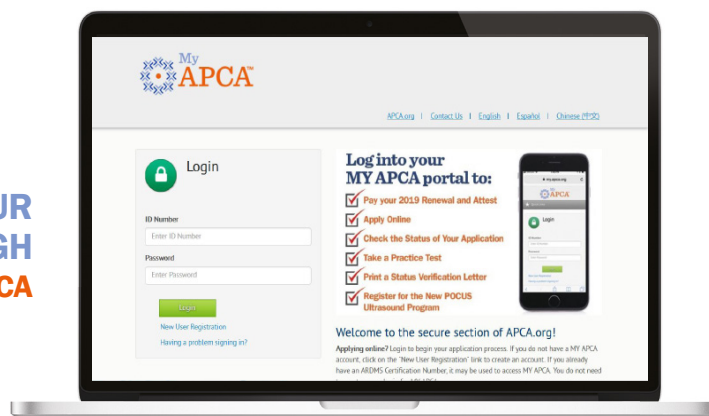 My
APCA™
APCA.org | Contact Us | English | Español | Chinese (中文)
UR
GH
CA
Login
ID Number
Enter ID Number
Password
Enter Password
Login
New User Registration
Having a problem signing in?
Log into your
MY APCA portal to:
Pay your 2019 Renewal and Attest
Apply Online
Check the Status of Your Application
Take a Practice Test
Print a Status Verification Letter
Register for the New POCUS
Ultrasound Program
APCA
Login
Welcome to the secure section of APCA.org!
Applying online? Login to begin your application process. If you do not have a MY APCA
account, click on the "New User Registration" link to create an account. If you already
have an ARDMS Certification Number, it may be used to access MY APCA. You do not need